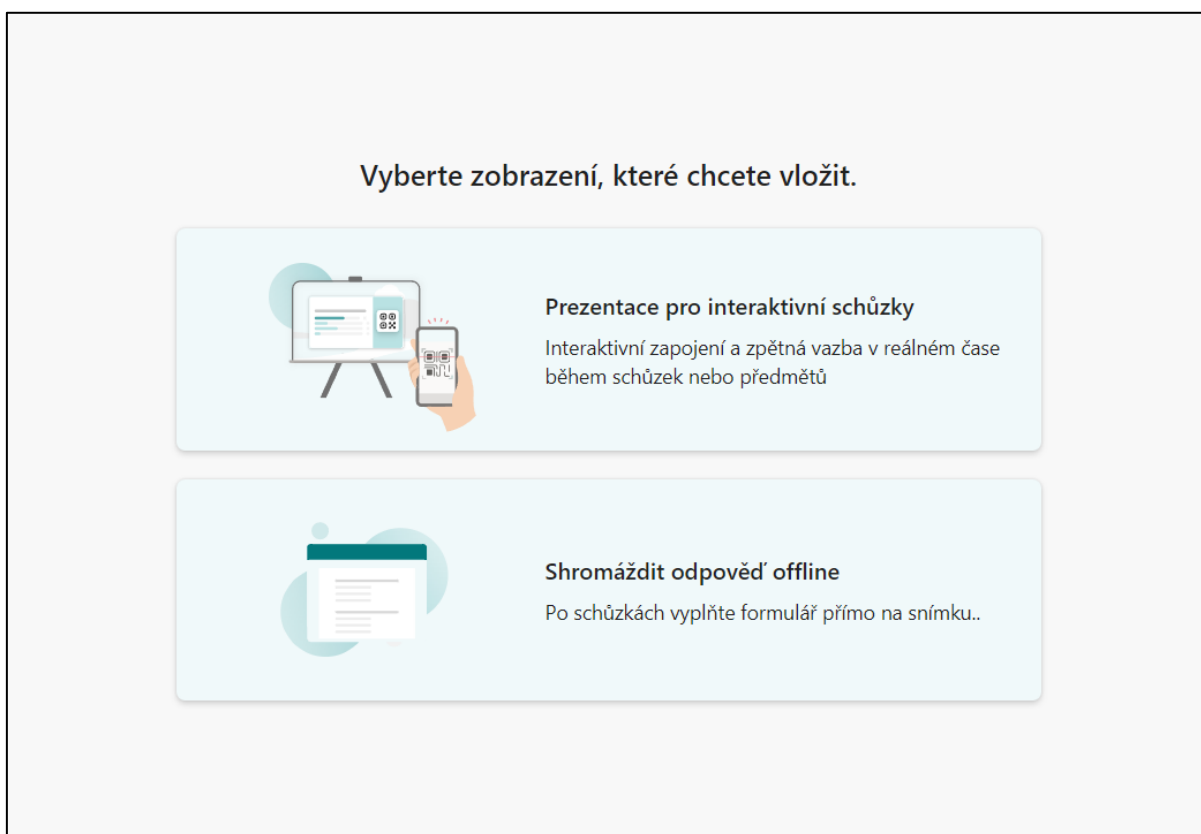 Vyberte zobrazení, které chcete vložit.
Prezentace pro interaktivní schůzky
Interaktivní zapojení a zpětná vazba v reálném čase
během schůzek nebo předmětů
Shromáždit odpověď offline
Po schůzkách vyplňte formulář přímo na snímku..